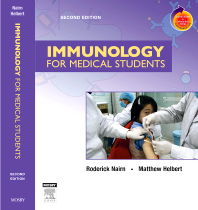 Nairn
Helbert
IMMUNOLOGY
FOR MEDICAL STUDENTS
SECOND
EDITION
MOSBY
SECOND EDITION
IMMUNOLOGY
FOR MEDICAL STUDENTS
Roderick Nairn • Matthew Helbert